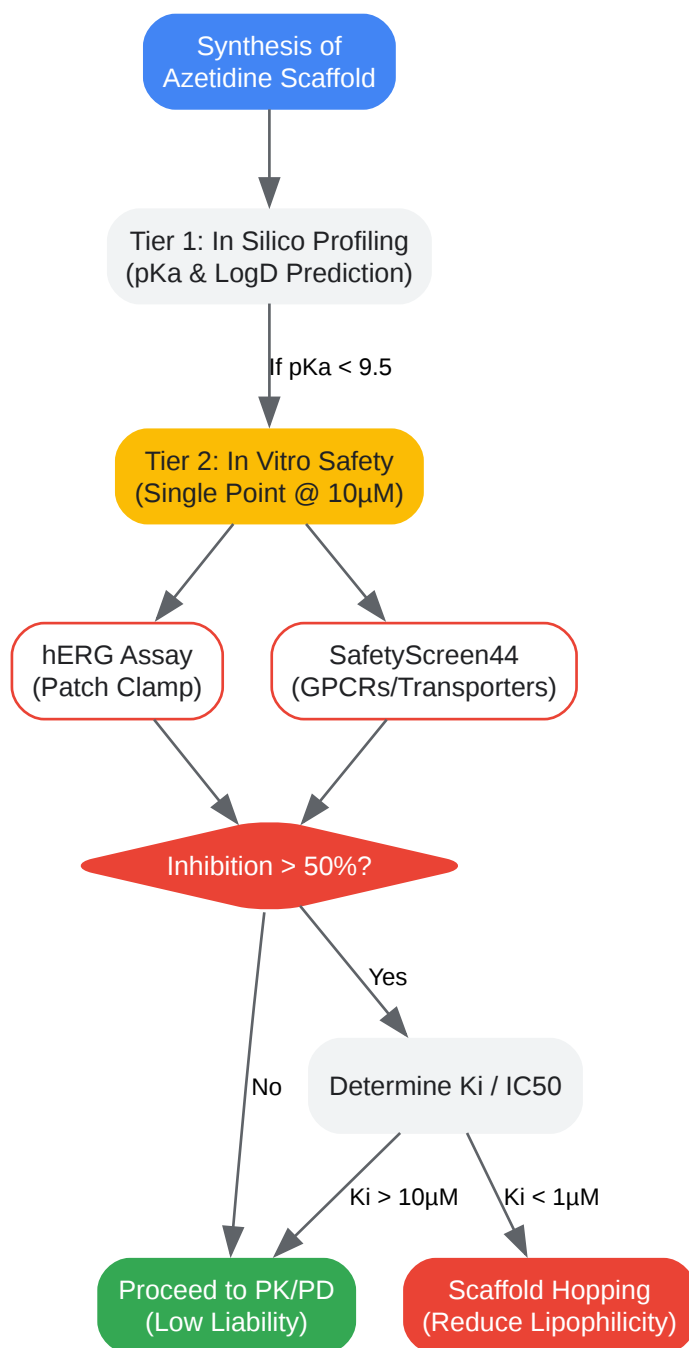 Synthesis of
Azetidine Scaffold
Tier 1: In Silico Profiling
(pKa & LogD Prediction)
If pKa < 9.5
Tier 2: In Vitro Safety
(Single Point @ 10µM)
hERG Assay
(Patch Clamp)
SafetyScreen44
(GPCRs/Transporters)
Inhibition > 50%?
Yes
No
Determine Ki / IC50
Ki > 10µM
Ki < 1µM
Proceed to PK/PD
(Low Liability)
Scaffold Hopping
(Reduce Lipophilicity)